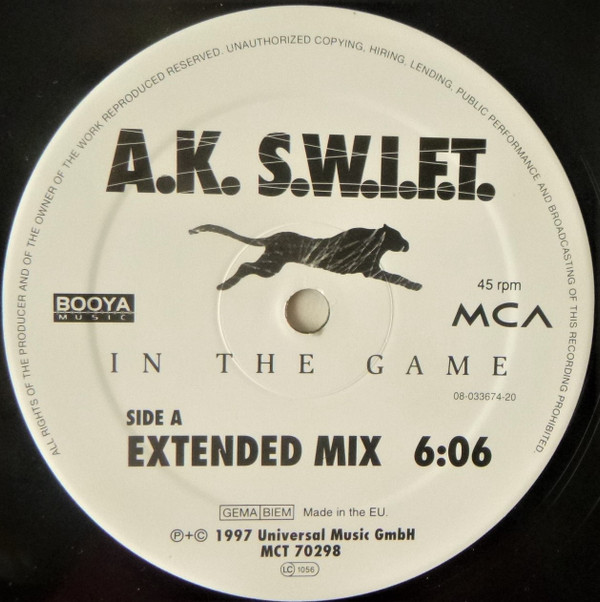 ALL RIGHTS OF THE PRODUCER AND OF THE OWNER OF THE WORK REPRODUCED RESERVED. UNAUTHORIZED COPYING, HIRING, LENDING, PUBLIC PERFORMANCE AND BROADCASTING OF THIS RECORDING PROHIBITED.
A.K. S.W.I.F.T.
45 rpm
BOOYA
MUSIC
MCA
IN THE GAME
08-033674-20
SIDE A
EXTENDED MIX 6:06
GEMA BIEM Made in the EU.
℗+© 1997 Universal Music GmbH
MCT 70298
LC 1056